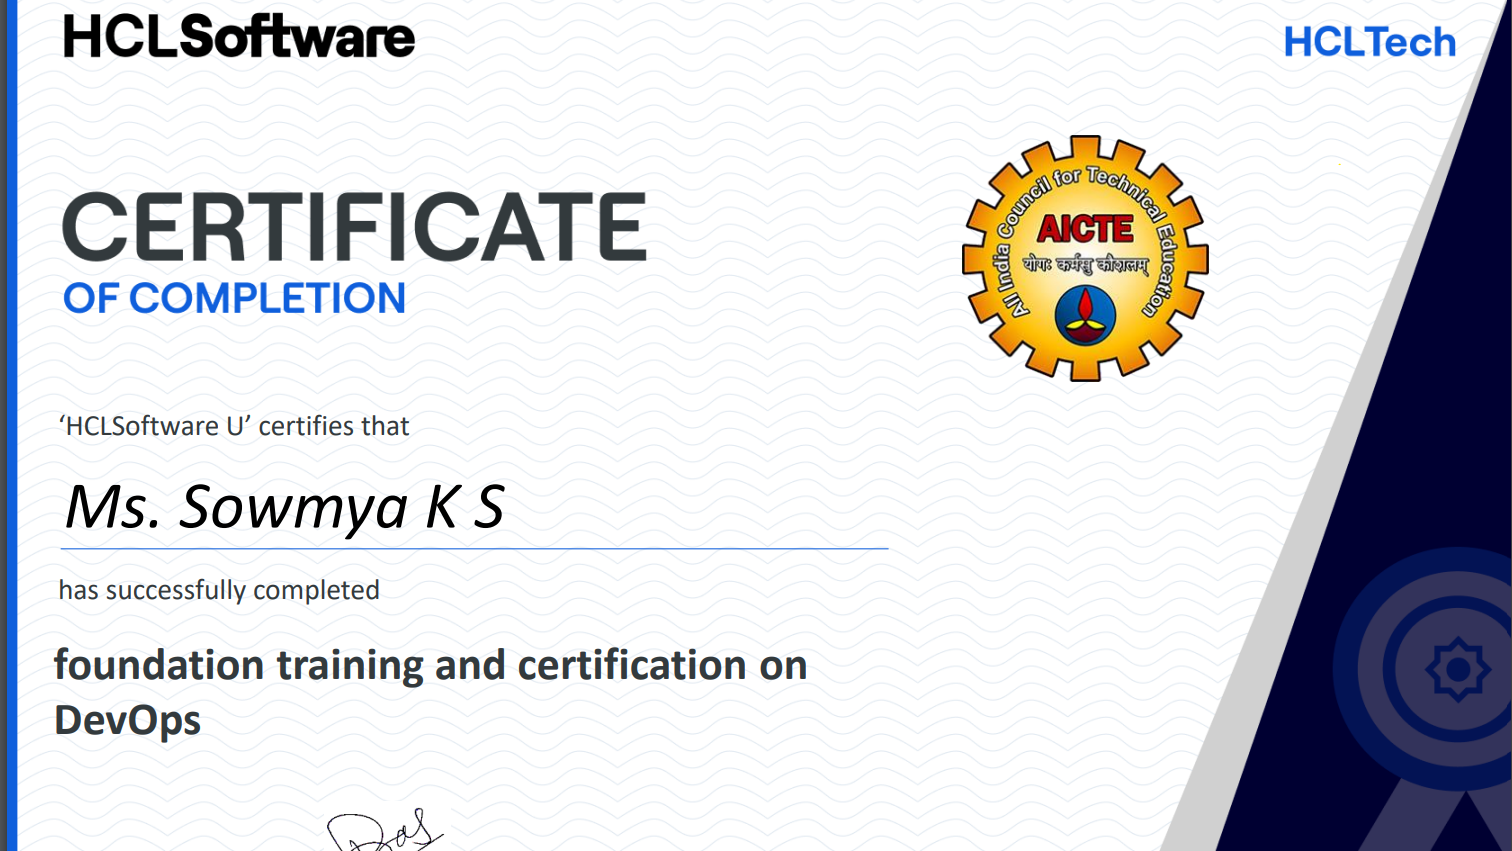 HCLSoftware
HCLTech
CERTIFICATE
OF COMPLETION
All India Council for Technical Education
AICTE
योगः कर्मसु कौशलम्
‘HCLSoftware U’ certifies that
Ms. Sowmya K S
has successfully completed
foundation training and certification on
DevOps